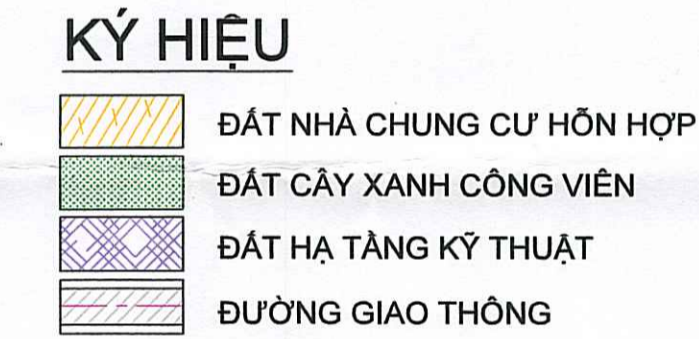 KÝ HIỆU
ĐẤT NHÀ CHUNG CƯ HỖN HỢP
ĐẤT CÂY XANH CÔNG VIÊN
ĐẤT HẠ TẦNG KỸ THUẬT
ĐƯỜNG GIAO THÔNG